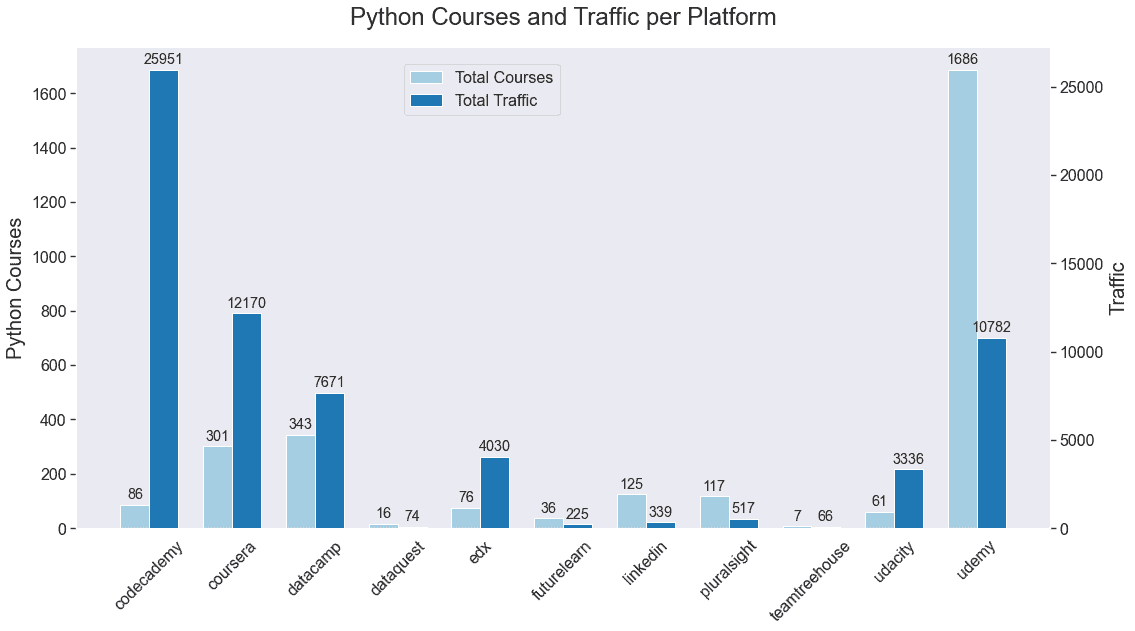 Python Courses and Traffic per Platform
Total Courses
Total Traffic
Python Courses
1600
1400
1200
1000
800
600
400
200
0
Traffic
25000
20000
15000
10000
5000
0
86
25951
301
12170
343
7671
16
74
76
4030
36
225
125
339
117
517
7
66
61
3336
1686
10782
codecademy
coursera
datacamp
dataquest
edx
futurelearn
linkedin
pluralsight
teamtreehouse
udacity
udemy